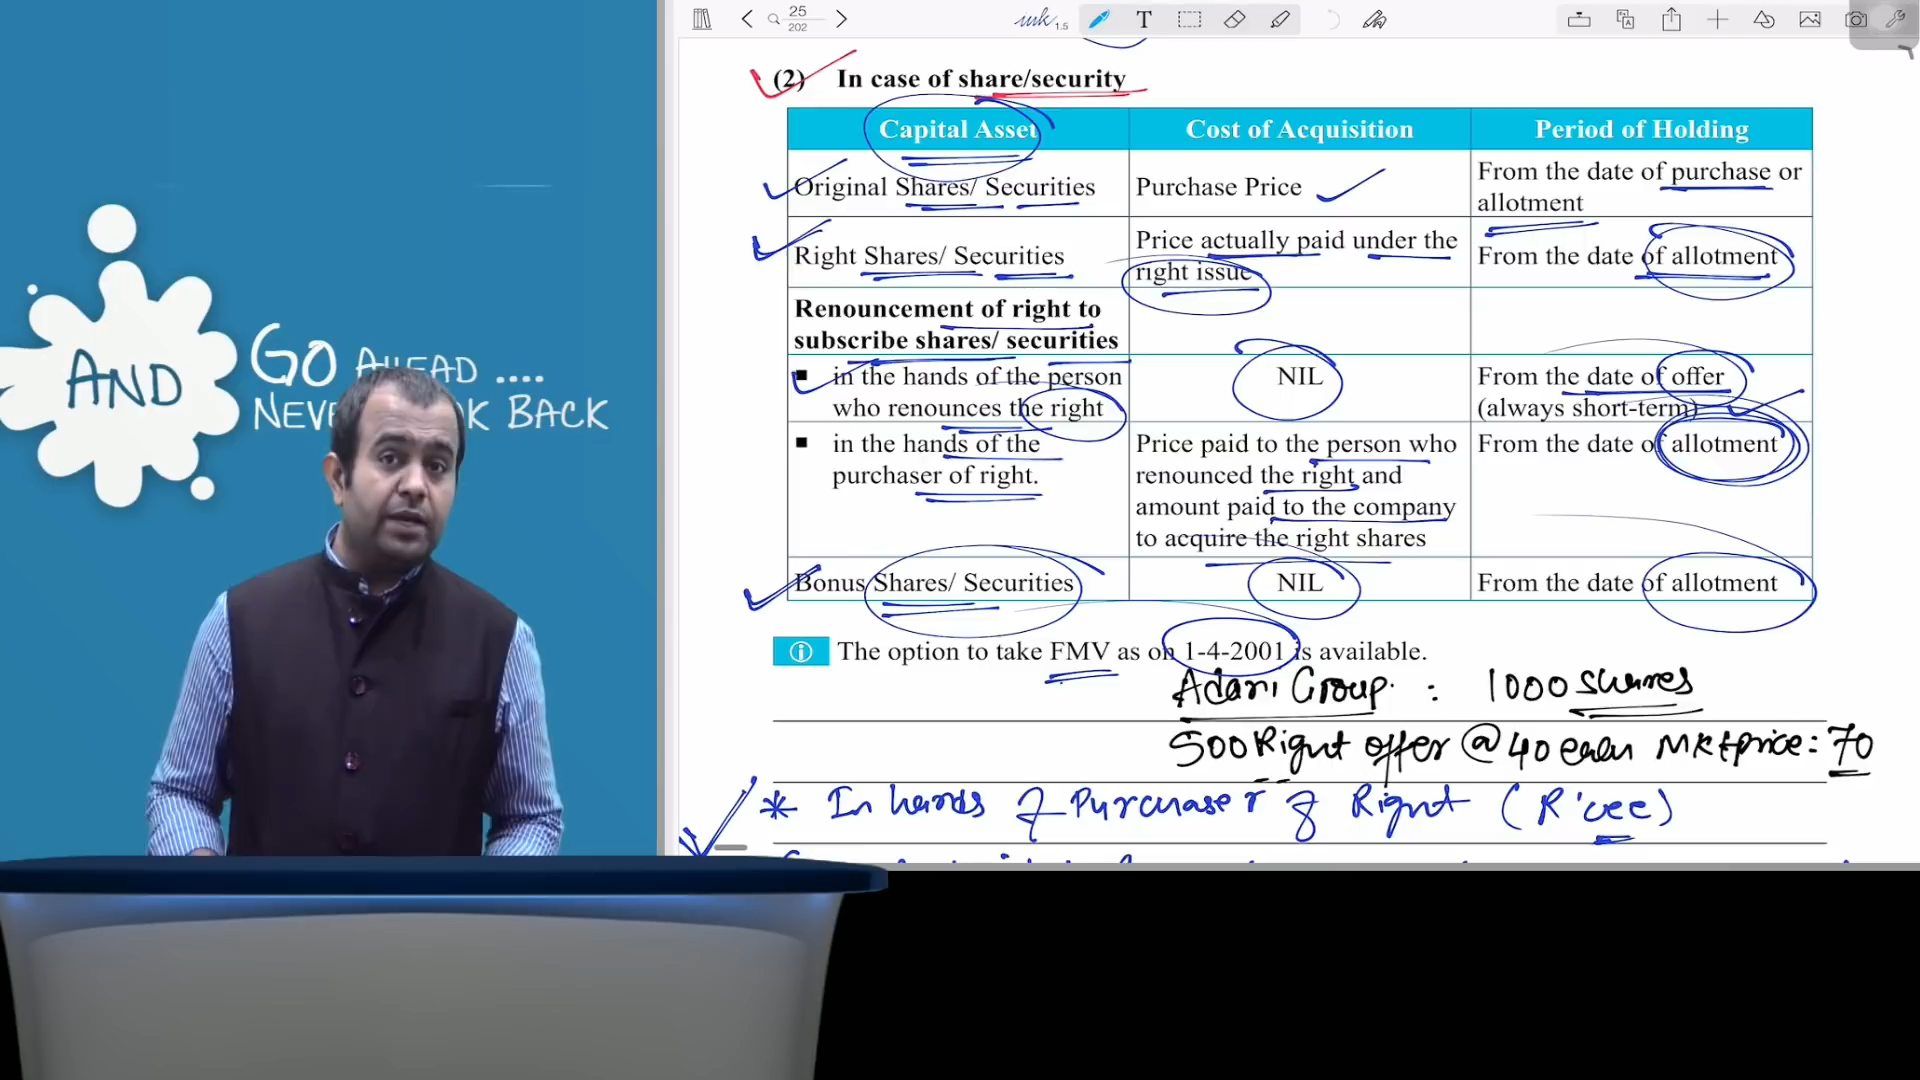 25
202
1.5
T
(2) In case of share/security
Capital Asset
Cost of Acquisition
Period of Holding
Original Shares/ Securities
Purchase Price
From the date of purchase or
allotment
Right Shares/ Securities
Price actually paid under the
right issue
From the date of allotment
Renouncement of right to
subscribe shares/ securities
■ in the hands of the person
who renounces the right
NIL
From the date of offer
(always short-term)
■ in the hands of the
purchaser of right.
Price paid to the person who
renounced the right and
amount paid to the company
to acquire the right shares
From the date of allotment
Bonus Shares/ Securities
NIL
From the date of allotment
The option to take FMV as on 1-4-2001 is available.
Adani Group : 1000 shares
500 Right offer @ 40 each Mktprice: 70
* In hands of Purchaser of Right (R'cee)
AND
GO AHEAD ....
NEVE K BACK